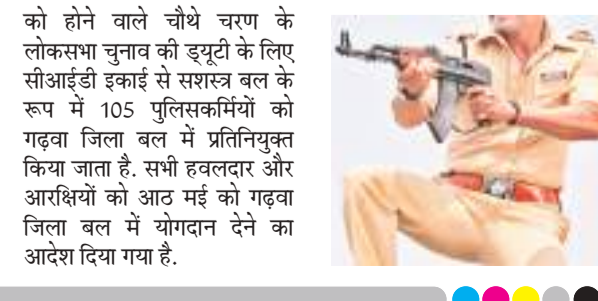 को होने वाले चौथे चरण के
लोकसभा चुनाव की ड्यूटी के लिए
सीआईडी इकाई से सशस्त्र बल के
रूप में 105 पुलिसकर्मियों को
गढ़वा जिला बल में प्रतिनियुक्त
किया जाता है. सभी हवलदार और
आरक्षियों को आठ मई को गढ़वा
जिला बल में योगदान देने का
आदेश दिया गया है.